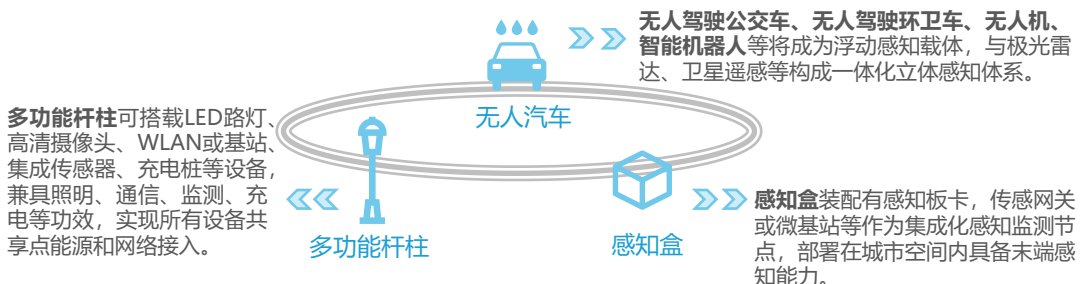 无人驾驶公交车、无人驾驶环卫车、无人机、
智能机器人等将成为浮动感知载体，与极光雷
达、卫星遥感等构成一体化立体感知体系。
无人汽车
多功能杆柱可搭载LED路灯、
高清摄像头、WLAN或基站、
集成传感器、充电桩等设备，
兼具照明、通信、监测、充
电等功效，实现所有设备共
享点能源和网络接入。
多功能杆柱
感知盒
感知盒装配有感知板卡，传感网关
或微基站等作为集成化感知监测节
点，部署在城市空间内具备末端感
知能力。